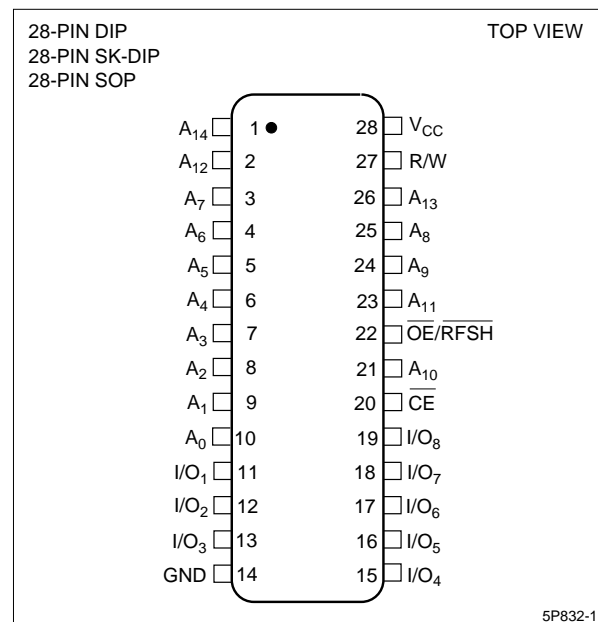 28-PIN DIP TOP VIEW
28-PIN SK-DIP
28-PIN SOP
A14 1 28 VCC
A12 2 27 R/W
A7 3 26 A13
A6 4 25 A8
A5 5 24 A9
A4 6 23 A11
A3 7 22 O̅E̅/R̅F̅S̅H̅
A2 8 21 A10
A1 9 20 C̅E̅
A0 10 19 I/O8
I/O1 11 18 I/O7
I/O2 12 17 I/O6
I/O3 13 16 I/O5
GND 14 15 I/O4
5P832-1